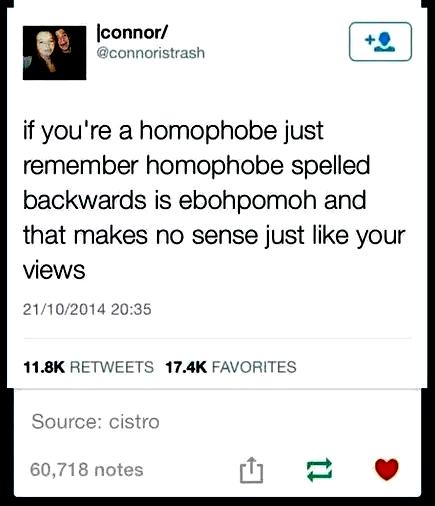 |connor/
@connoristrash
if you're a homophobe just
remember homophobe spelled
backwards is ebohpomoh and
that makes no sense just like your
views
21/10/2014 20:35
11.8K RETWEETS 17.4K FAVORITES
Source: cistro
60,718 notes